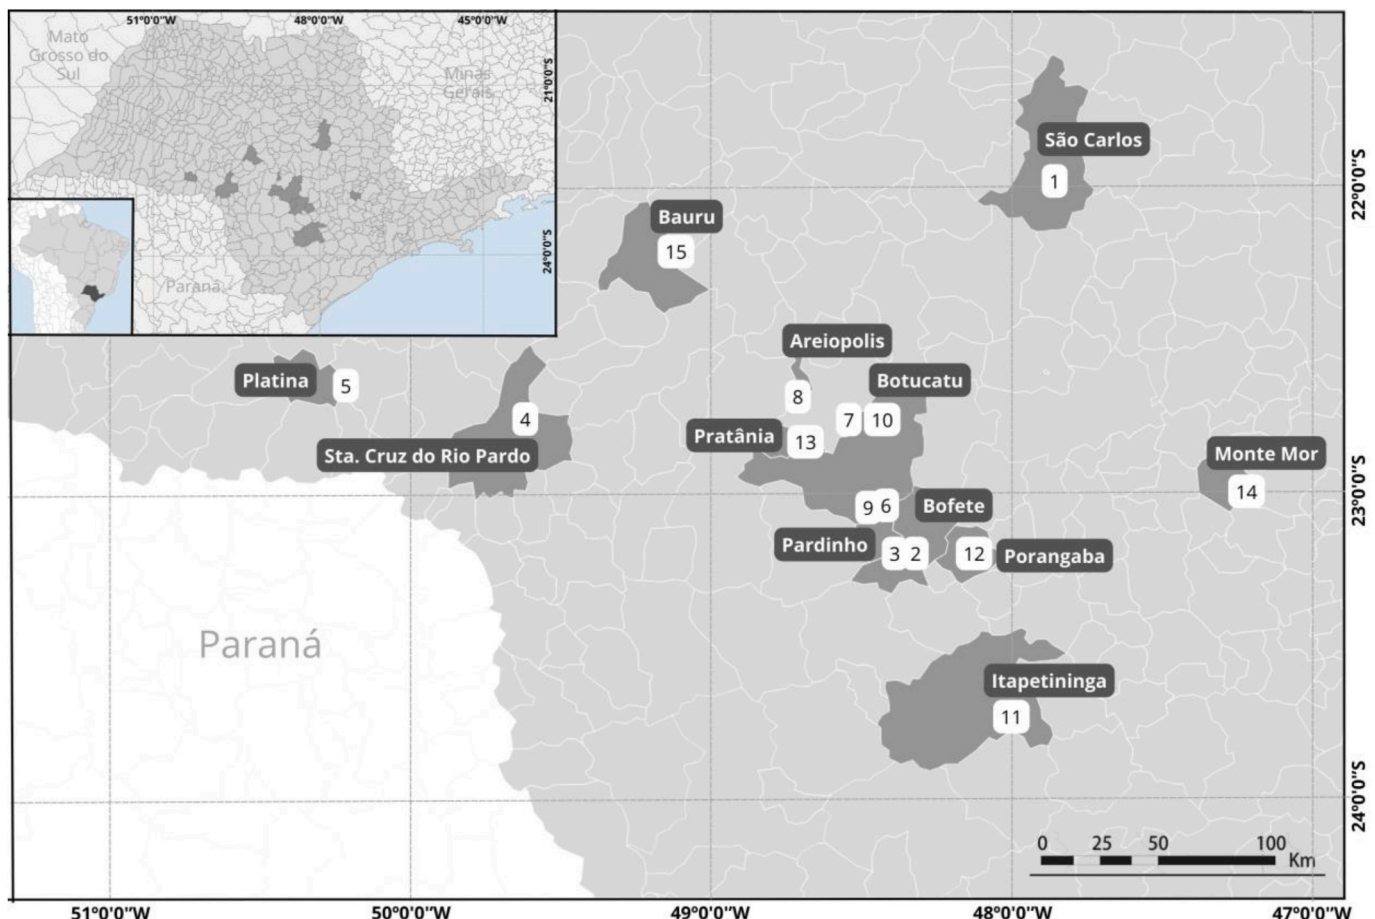 51°0'0"W
48°0'0"W
45°0'0"W
Mato
Grosso do
Sul
Minas
Gerais
21°0'0"S
24°0'0"S
Paraná
São Carlos
1
22°0'0"S
Bauru
15
Areiopolis
8
Platina
5
Botucatu
7
10
4
Pratânia
13
Sta. Cruz do Rio Pardo
Monte Mor
14
23°0'0"S
9
6
Bofete
Pardinho
3
2
12
Porangaba
Paraná
Itapetininga
11
24°0'0"S
0
25
50
100
Km
51°0'0"W
50°0'0"W
49°0'0"W
48°0'0"W
47°0'0"W